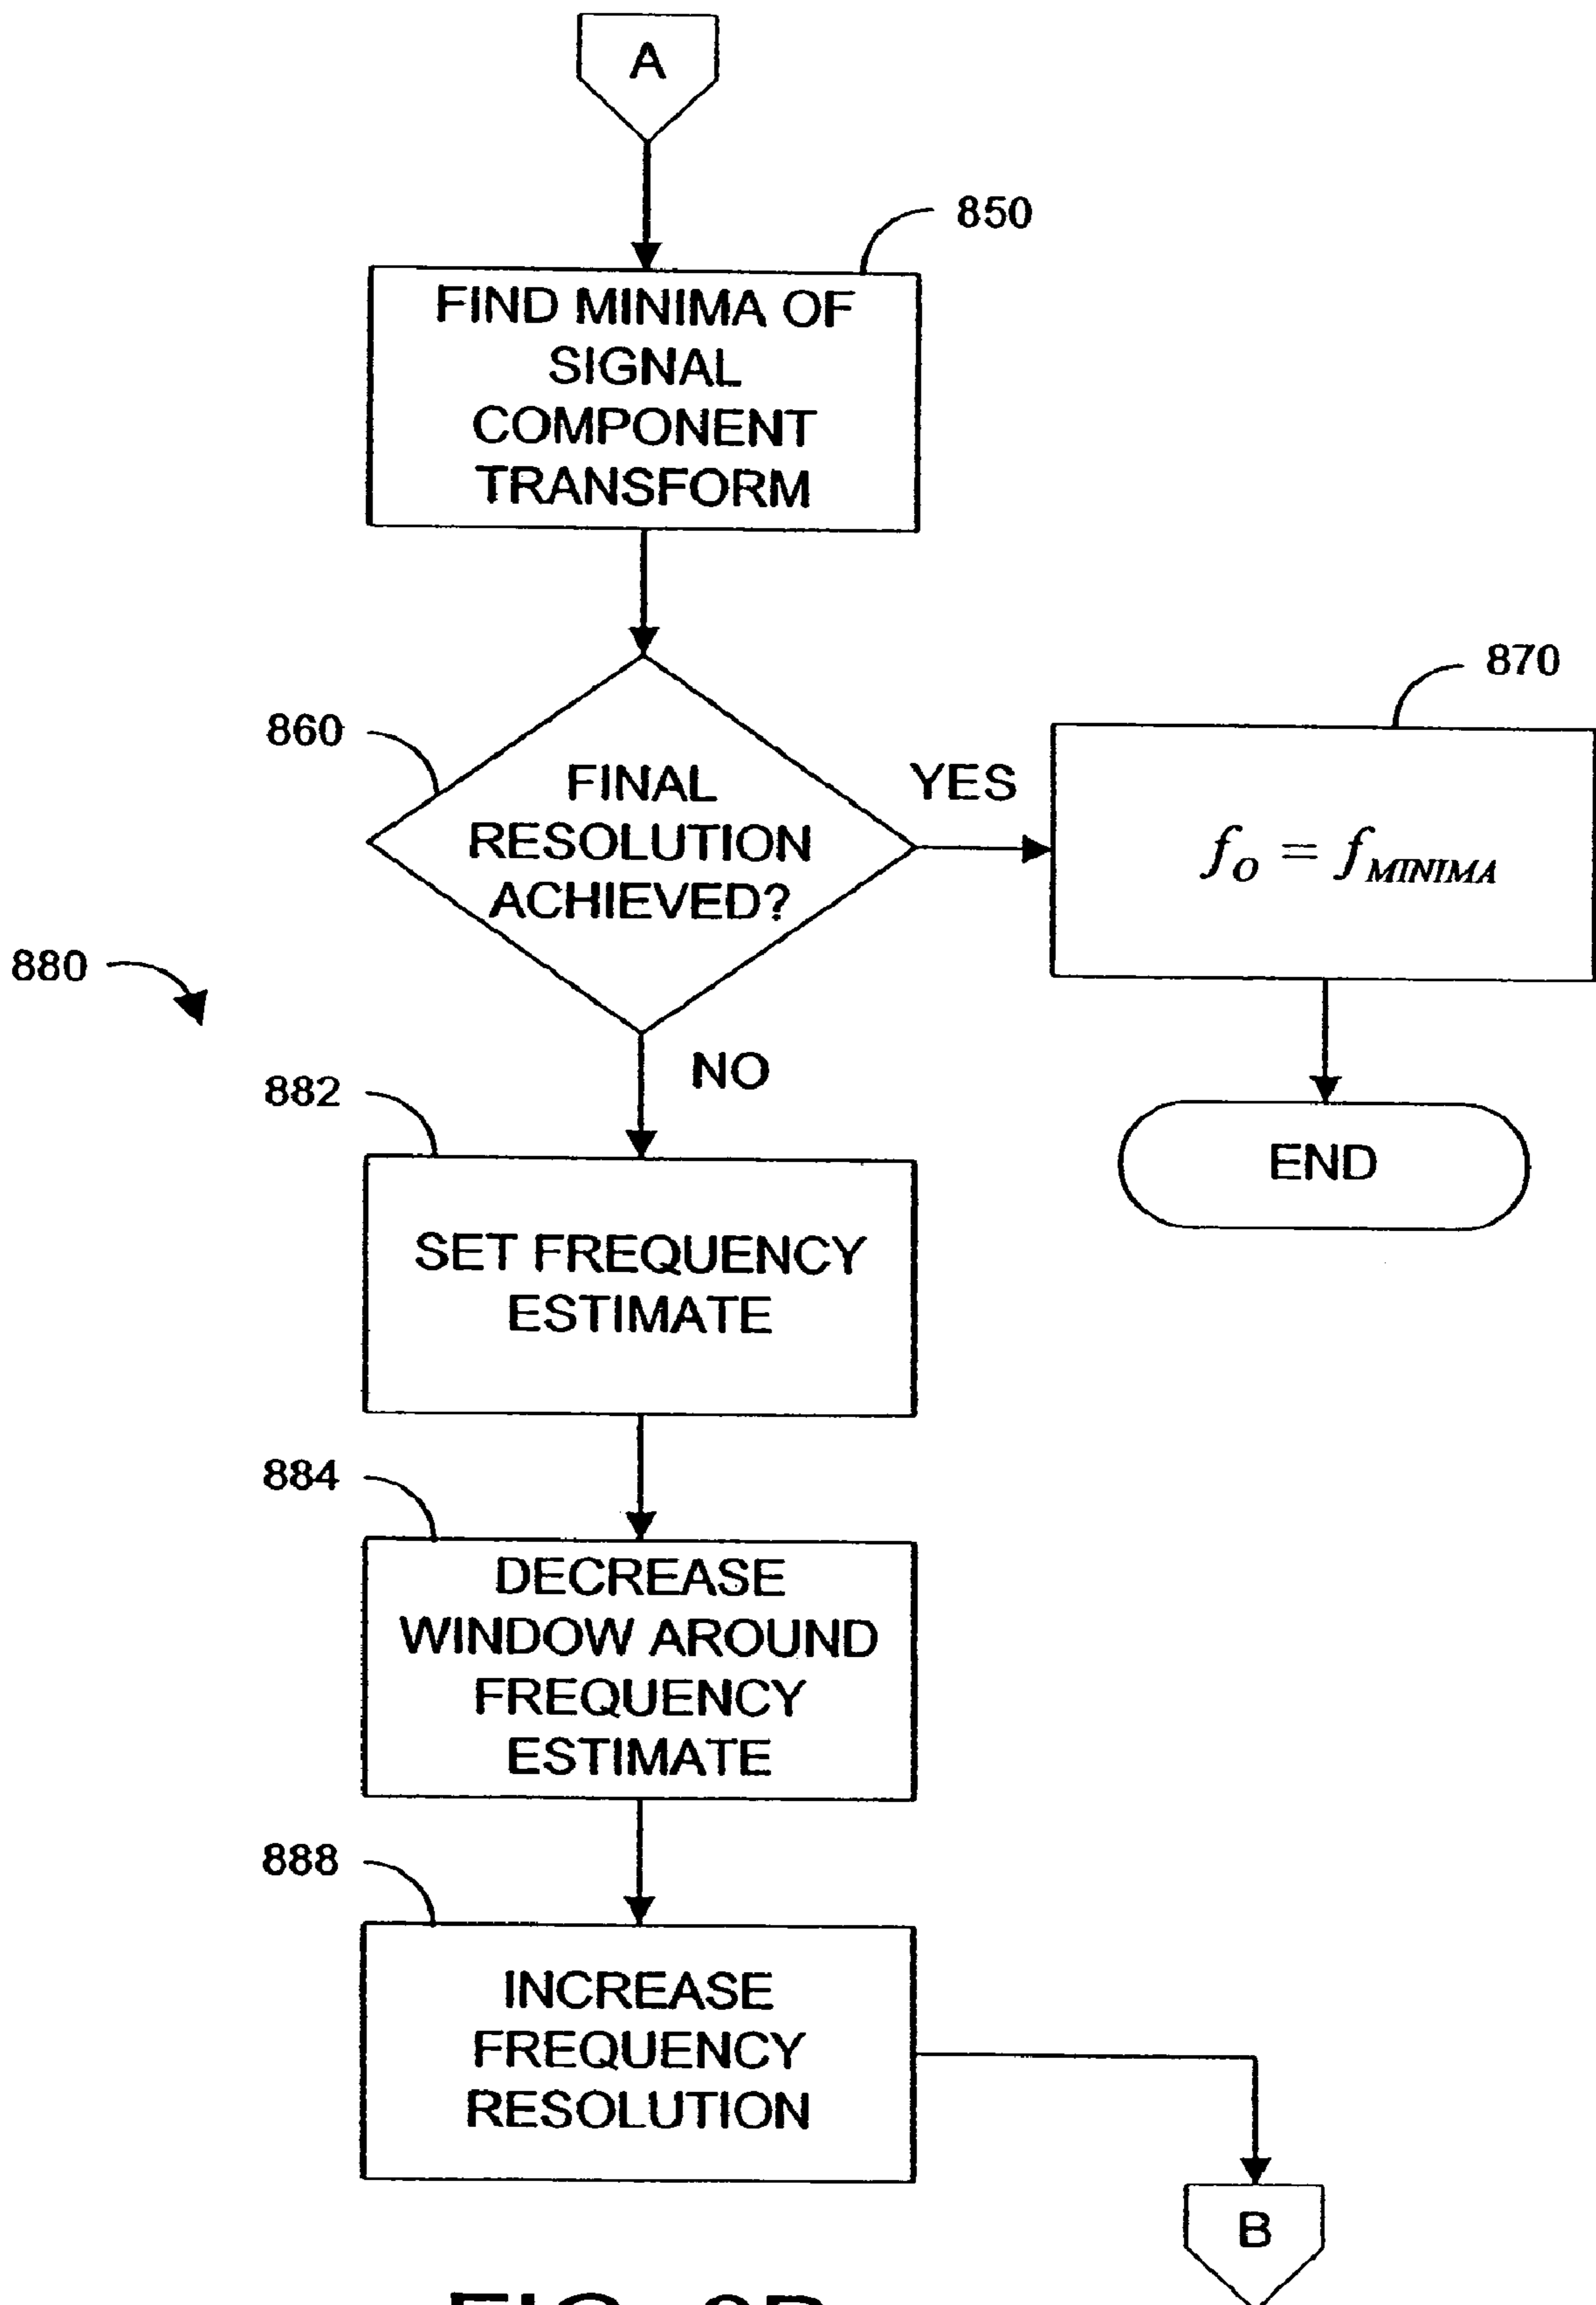 A
850
FIND MINIMA OF
SIGNAL
COMPONENT
TRANSFORM
870
860
FINAL
RESOLUTION
ACHIEVED?
YES
f_O = f_MINIMA
880
NO
END
882
SET FREQUENCY
ESTIMATE
884
DECREASE
WINDOW AROUND
FREQUENCY
ESTIMATE
888
INCREASE
FREQUENCY
RESOLUTION
B